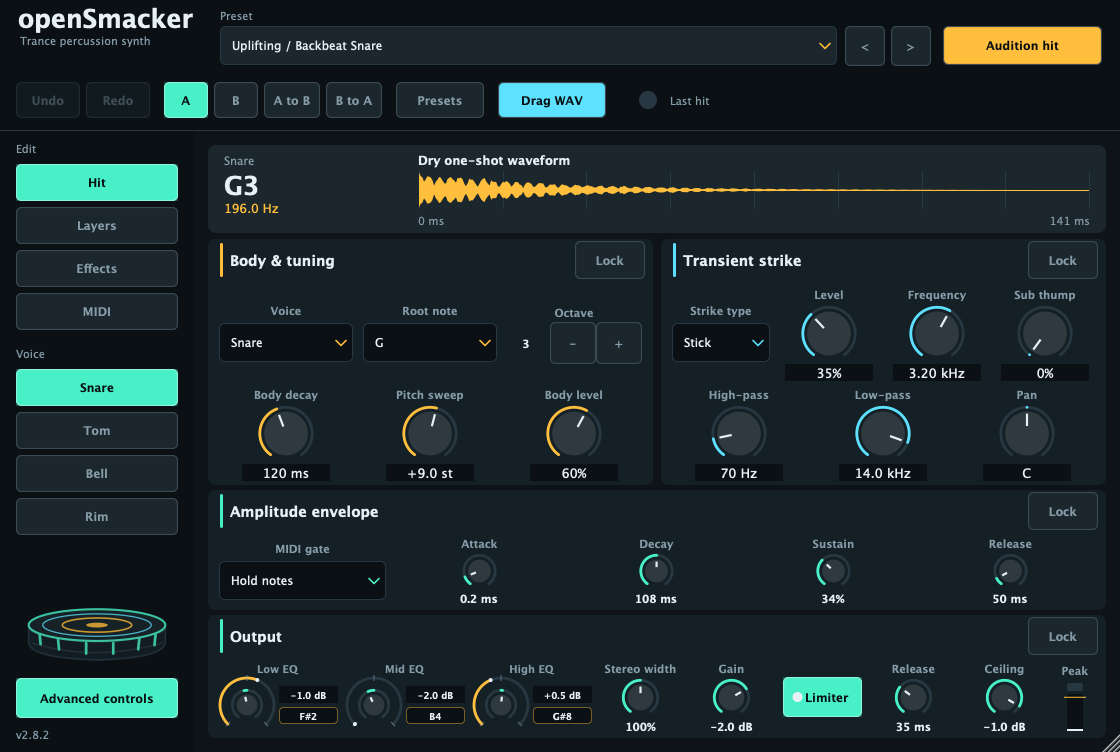 openSmacker
Trance percussion synth
Preset
Uplifting / Backbeat Snare
<
>
Audition hit
Undo
Redo
A
B
A to B
B to A
Presets
Drag WAV
Last hit
Edit
Hit
Layers
Effects
MIDI
Voice
Snare
Tom
Bell
Rim
Advanced controls
v2.8.2
Snare
G3
196.0 Hz
Dry one-shot waveform
0 ms
141 ms
Body & tuning
Lock
Voice
Root note
Octave
Snare
G
3
-
+
Body decay
Pitch sweep
Body level
120 ms
+9.0 st
60%
Transient strike
Lock
Strike type
Stick
Level
Frequency
Sub thump
35%
3.20 kHz
0%
High-pass
Low-pass
Pan
70 Hz
14.0 kHz
C
Amplitude envelope
Lock
MIDI gate
Hold notes
Attack
Decay
Sustain
Release
0.2 ms
108 ms
34%
50 ms
Output
Lock
Low EQ
Mid EQ
High EQ
Stereo width
Gain
Release
Ceiling
Peak
-1.0 dB
F#2
-2.0 dB
B4
+0.5 dB
G#8
100%
-2.0 dB
Limiter
35 ms
-1.0 dB